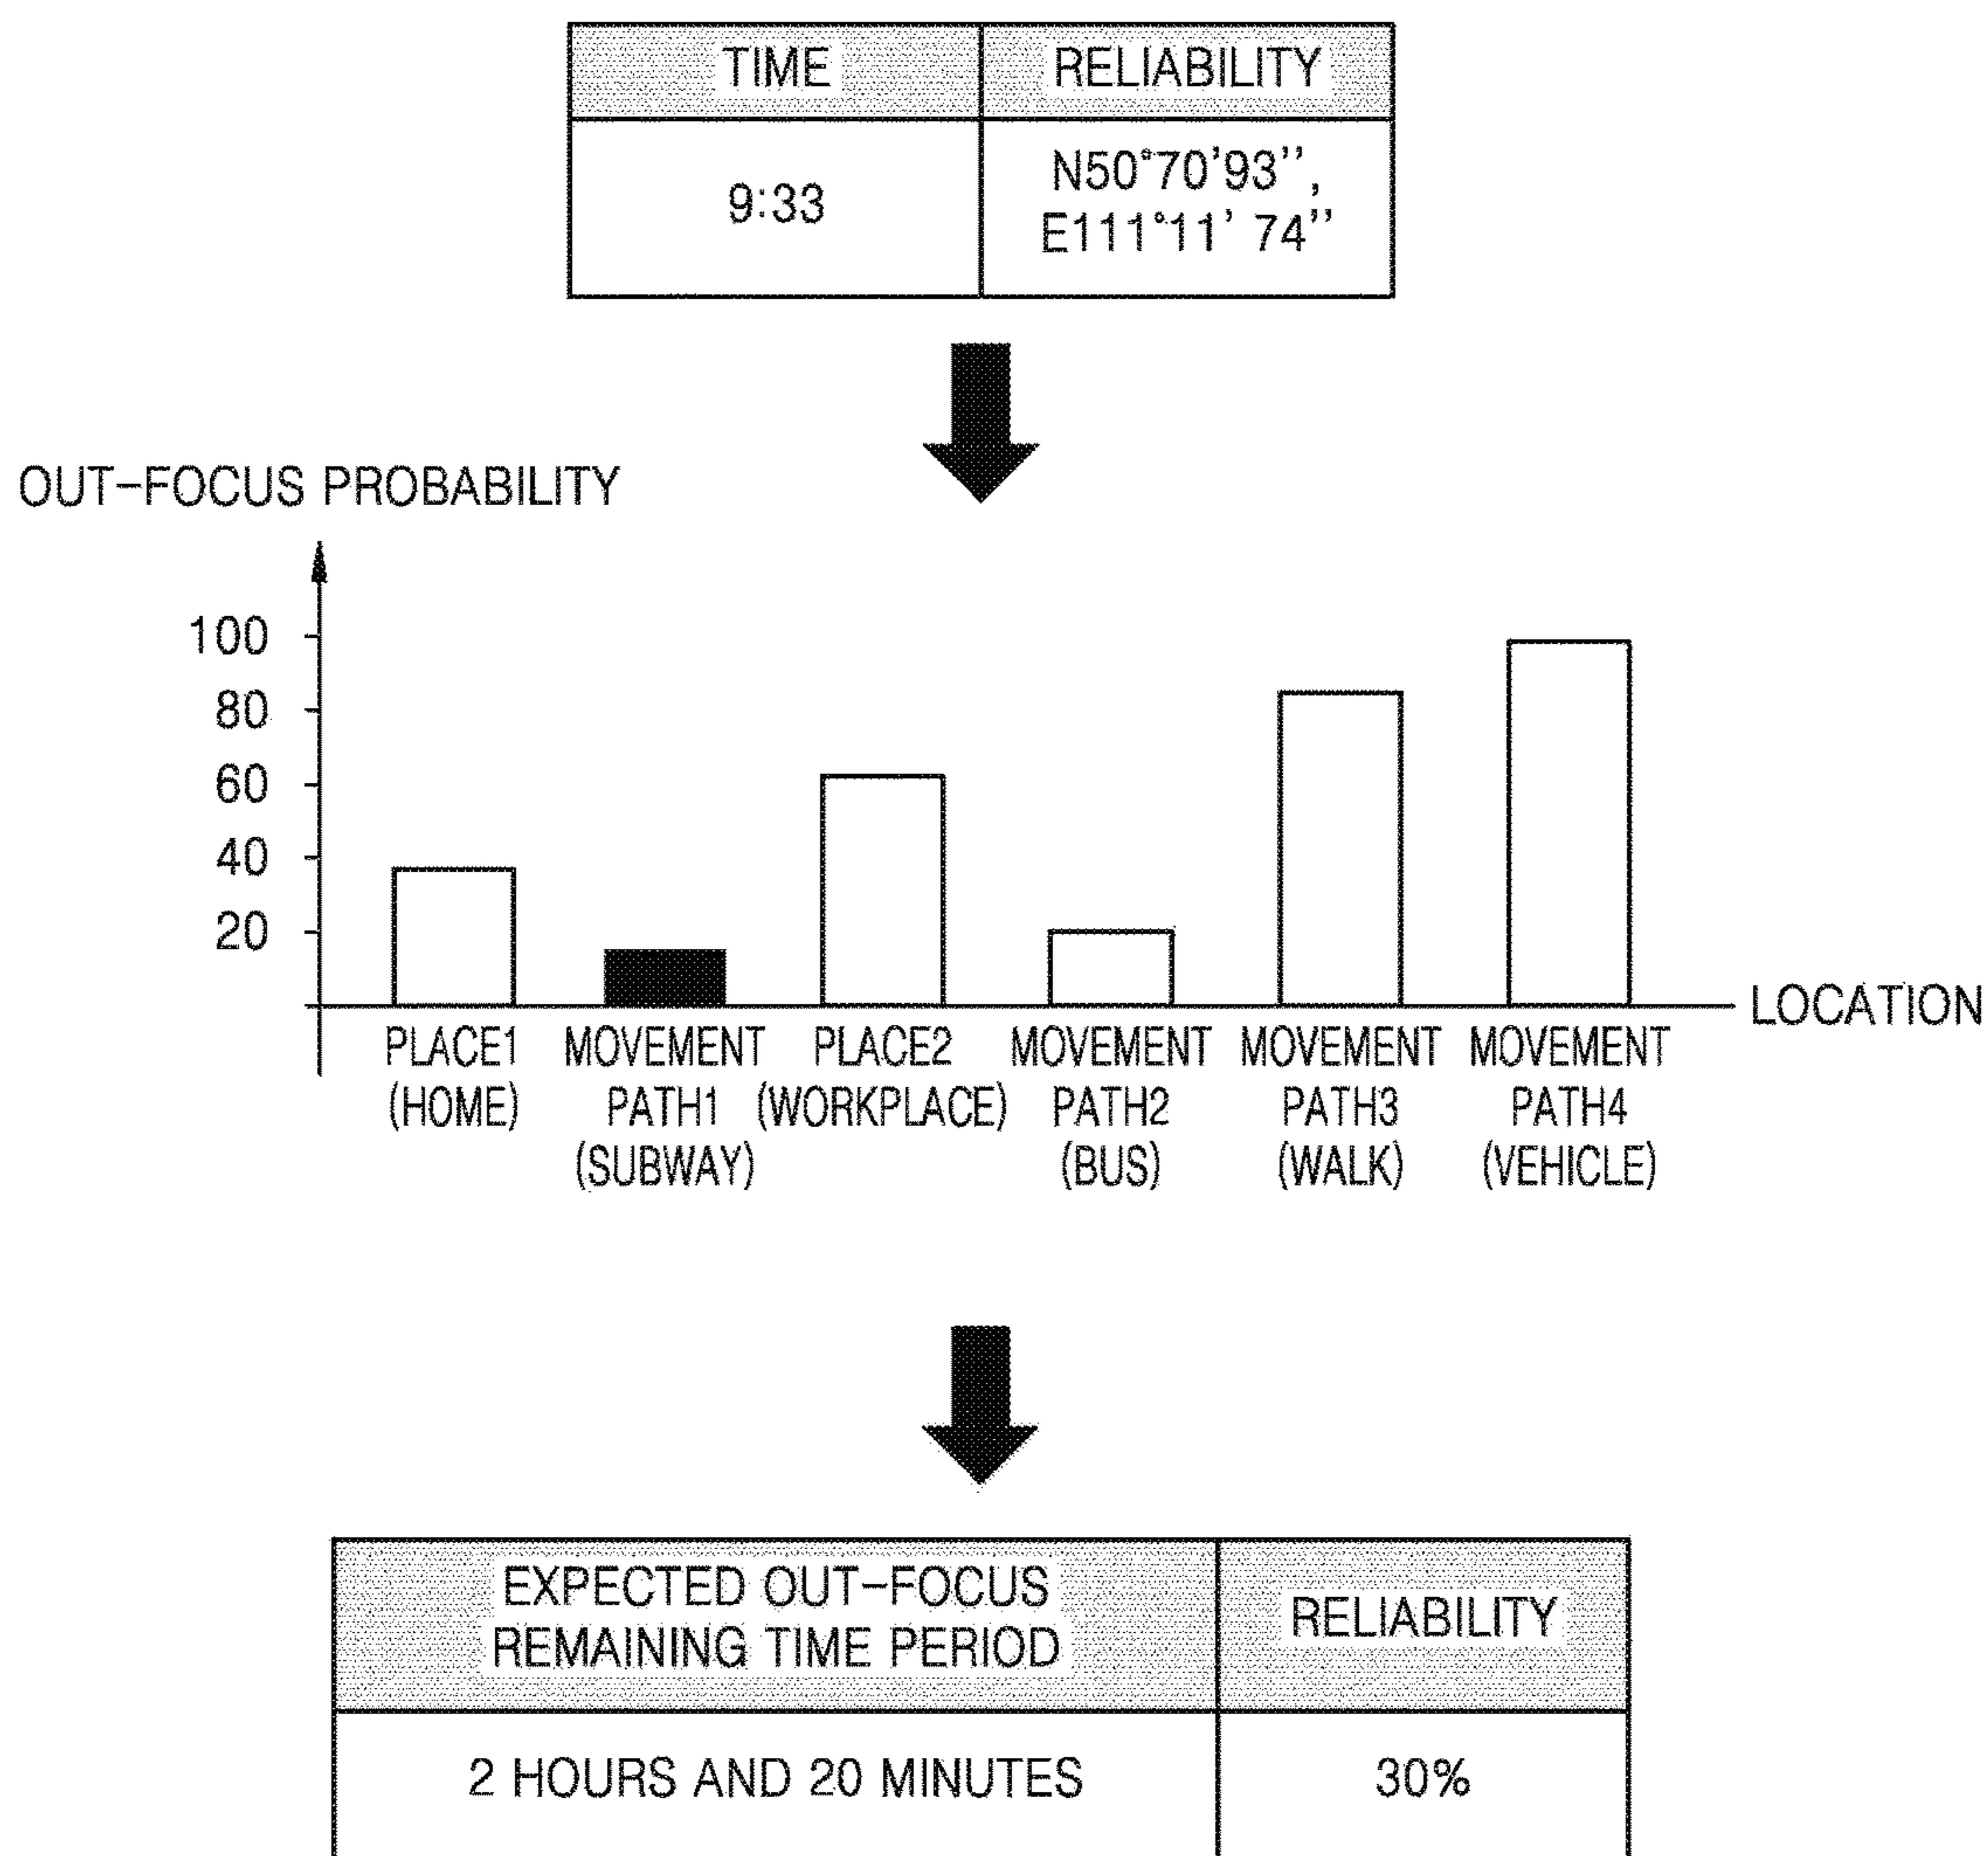 TIME RELIABILITY
9:33 N50°70'93'',
E111°11' 74''
OUT-FOCUS PROBABILITY
100
80
60
40
20
LOCATION
PLACE1 MOVEMENT PLACE2 MOVEMENT MOVEMENT MOVEMENT
(HOME) PATH1 (WORKPLACE) PATH2 PATH3 PATH4
(SUBWAY) (BUS) (WALK) (VEHICLE)
EXPECTED OUT-FOCUS
REMAINING TIME PERIOD RELIABILITY
2 HOURS AND 20 MINUTES 30%